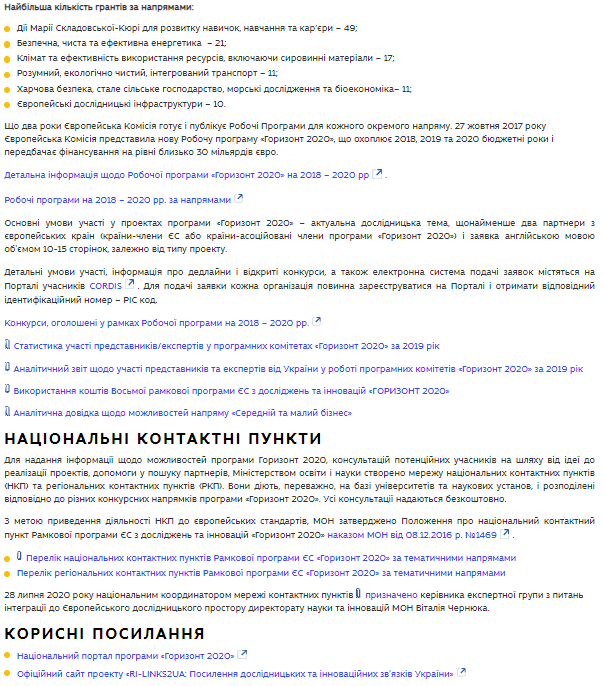 Найбільша кількість грантів за напрямами:
Дії Марії Складовської-Кюрі для розвитку навичок, навчання та кар'єри – 49;
Безпечна, чиста та ефективна енергетика – 21;
Клімат та ефективність використання ресурсів, включаючи сировинні матеріали – 17;
Розумний, екологічно чистий, інтегрований транспорт – 11;
Харчова безпека, стале сільське господарство, морські дослідження та біоекономіка– 11;
Європейські дослідницькі інфраструктури – 10.
Що два роки Європейська Комісія готує і публікує Робочі Програми для кожного окремого напряму. 27 жовтня 2017 року
Європейська Комісія представила нову Робочу програму «Горизонт 2020», що охоплює 2018, 2019 та 2020 бюджетні роки і
передбачає фінансування на рівні близько 30 мільярдів євро.
Детальна інформація щодо Робочої програми «Горизонт 2020» на 2018 – 2020 рр .
Робочі програми на 2018 – 2020 рр. за напрямами
Основні умови участі у проектах програми «Горизонт 2020» – актуальна дослідницька тема, щонайменше два партнери з
європейських країн (країни-члени ЄС або країни-асоційовані члени програми «Горизонт 2020») і заявка англійською мовою
об'ємом 10-15 сторінок, залежно від типу проекту.
Детальні умови участі, інформація про дедлайни і відкриті конкурси, а також електронна система подачі заявок містяться на
Порталі учасників CORDIS . Для подачі заявки кожна організація повинна зареєструватися на Порталі і отримати відповідний
ідентифікаційний номер – PIC код.
Конкурси, оголошені у рамках Робочої програми на 2018 – 2020 рр.
Статистика участі представників/експертів у програмних комітетах «Горизонт 2020» за 2019 рік
Аналітичний звіт щодо участі представників та експертів від України у роботі програмних комітетів «Горизонт 2020» за 2019 рік
Використання коштів Восьмої рамкової програми ЄС з досліджень та інновацій «ГОРИЗОНТ 2020»
Аналітична довідка щодо можливостей напряму «Середній та малий бізнес»
НАЦІОНАЛЬНІ КОНТАКТНІ ПУНКТИ
Для надання інформації щодо можливостей програми Горизонт 2020, консультацій потенційних учасників на шляху від ідеї до
реалізації проектів, допомоги у пошуку партнерів, Міністерством освіти і науки створено мережу національних контактних пунктів
(НКП) та регіональних контактних пунктів (РКП). Вони діють, переважно, на базі університетів та наукових установ, і розподілені
відповідно до різних конкурсних напрямків програми «Горизонт 2020». Усі консультації надаються безкоштовно.
З метою приведення діяльності НКП до європейських стандартів, МОН затверджено Положення про національний контактний
пункт Рамкової програми ЄС з досліджень та інновацій «Горизонт 2020» наказом МОН від 08.12.2016 р. №1469 .
Перелік національних контактних пунктів Рамкової програми ЄС «Горизонт 2020» за тематичними напрямами
Перелік регіональних контактних пунктів Рамкової програми ЄС «Горизонт 2020» за тематичними напрямами
28 липня 2020 року національним координатором мережі контактних пунктів призначено керівника експертної групи з питань
інтеграції до Європейського дослідницького простору директорату науки та інновацій МОН Віталія Чернюка.
КОРИСНІ ПОСИЛАННЯ
Національний портал програми «Горизонт 2020»
Офіційний сайт проекту «RI-LINKS2UA: Посилення дослідницьких та інноваційних зв'язків України»